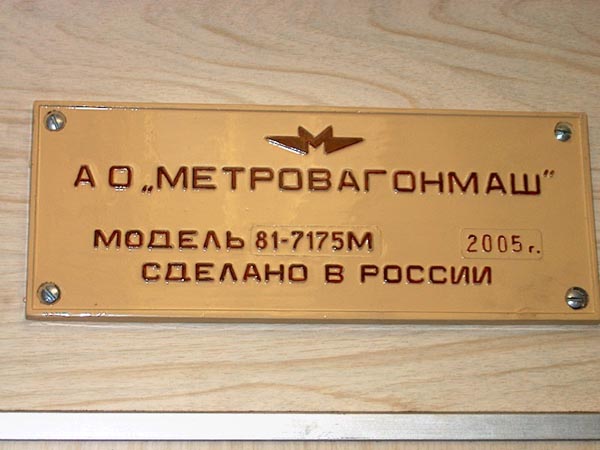 АО „МЕТРОВАГОНМАШ“
МОДЕЛЬ 81-7175М 2005 г.
СДЕЛАНО В РОССИИ